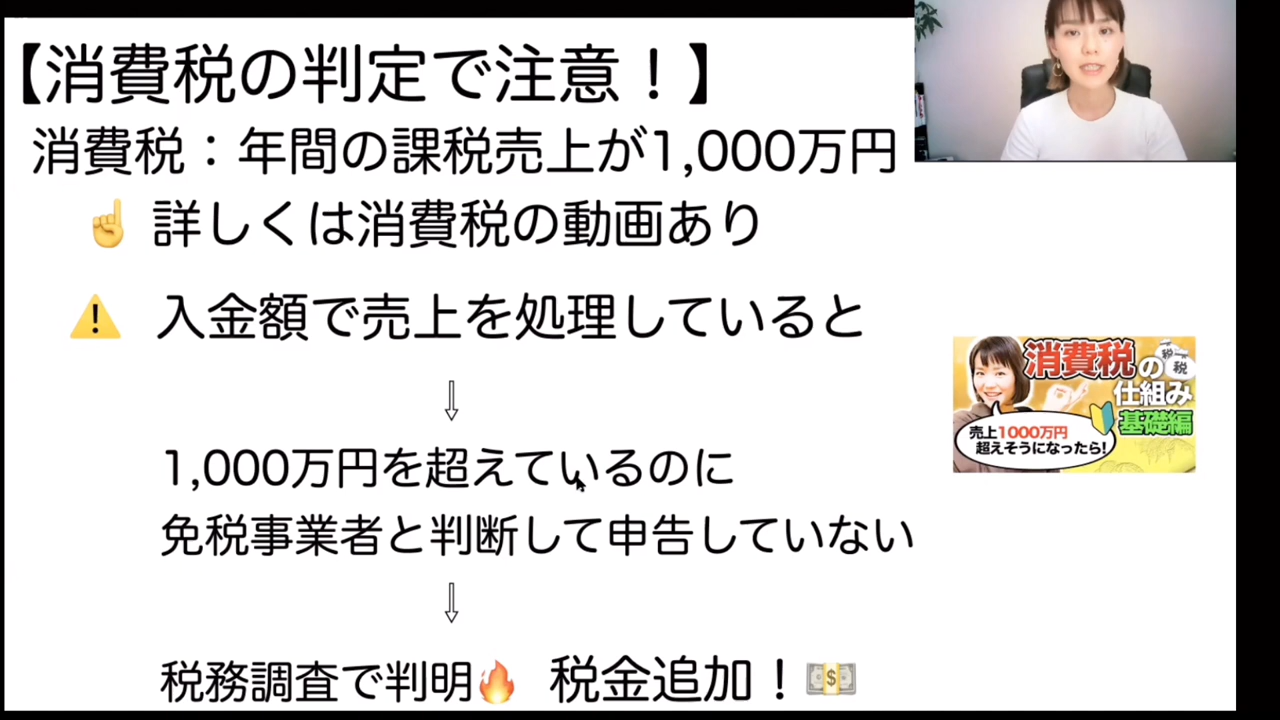 【消費税の判定で注意！】
消費税：年間の課税売上が1,000万円
☝詳しくは消費税の動画あり
⚠ 入金額で売上を処理していると
⇩
1,000万円を超えているのに
免税事業者と判断して申告していない
⇩
税務調査で判明🔥 税金追加！💵
消費税の
仕組み
基礎編
税
税
売上1000万円
超えそうになったら!